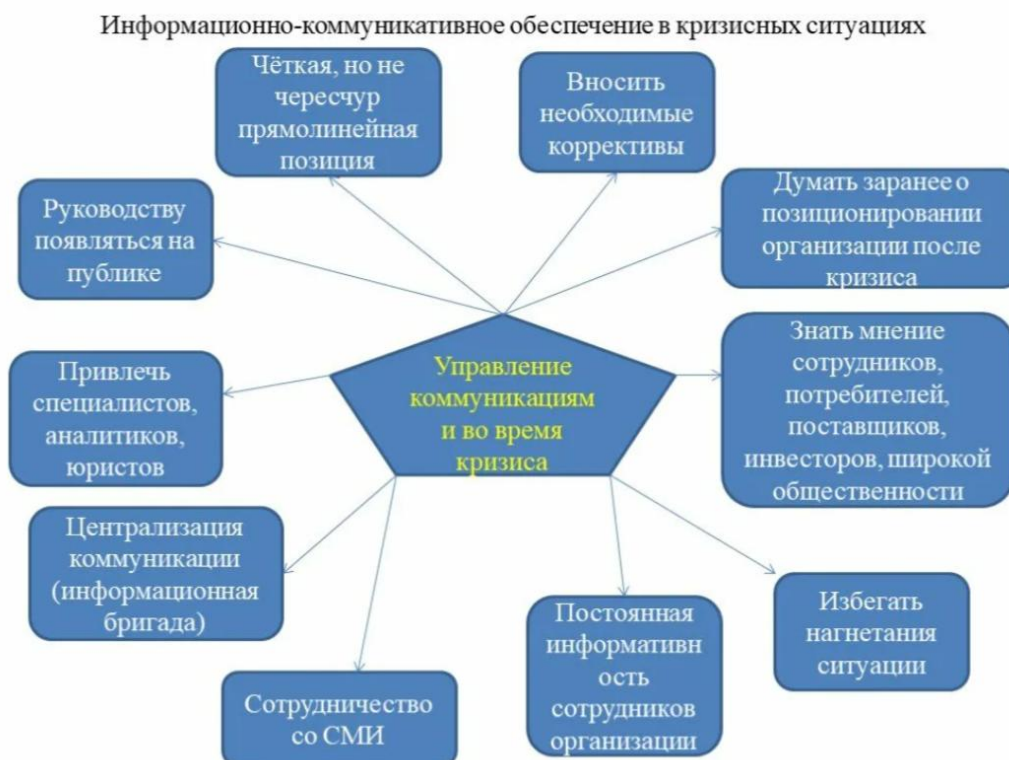 Информационно-коммуникативное обеспечение в кризисных ситуациях
Чёткая, но не
чересчур
прямолинейная
позиция
Вносить
необходимые
коррективы
Руководству
появляться на
публике
Думать заранее о
позиционировании
организации после
кризиса
Управление
коммуникациям
и во время
кризиса
Знать мнение
сотрудников,
потребителей,
поставщиков,
инвесторов, широкой
общественности
Привлечь
специалистов,
аналитиков,
юристов
Централизация
коммуникации
(информационная
бригада)
Сотрудничество
со СМИ
Постоянная
информативн
ость
сотрудников
организации
Избегать
нагнетания
ситуации